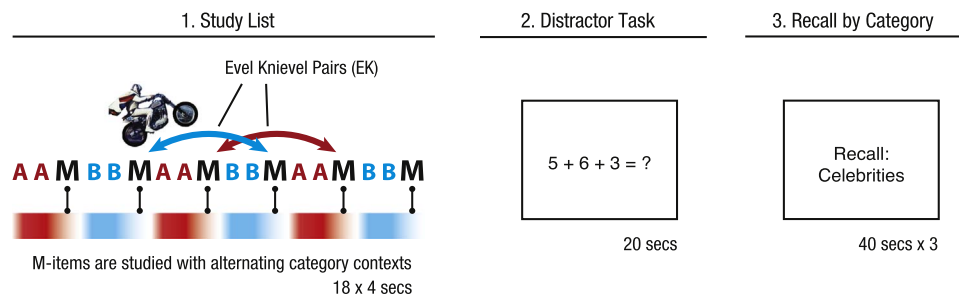 1. Study List
2. Distractor Task
3. Recall by Category
Evel Knievel Pairs (EK)
A A M B B M A A M B B M A A M B B M
5 + 6 + 3 = ?
Recall:
Celebrities
20 secs
40 secs x 3
M-items are studied with alternating category contexts
18 x 4 secs